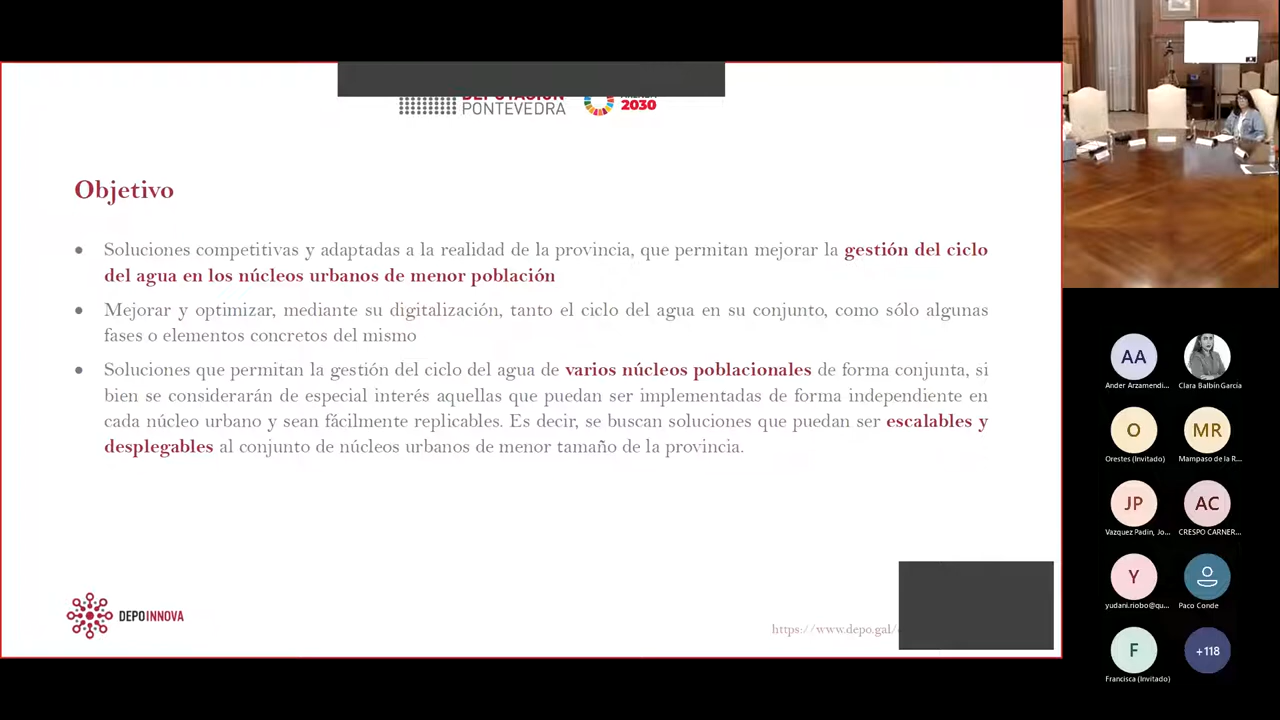 PONTEVEDRA
2030
Objetivo
• Soluciones competitivas y adaptadas a la realidad de la provincia, que permitan mejorar la gestión del ciclo
del agua en los núcleos urbanos de menor población
• Mejorar y optimizar, mediante su digitalización, tanto el ciclo del agua en su conjunto, como sólo algunas
fases o elementos concretos del mismo
• Soluciones que permitan la gestión del ciclo del agua de varios núcleos poblacionales de forma conjunta, si
bien se considerarán de especial interés aquellas que puedan ser implementadas de forma independiente en
cada núcleo urbano y sean fácilmente replicables. Es decir, se buscan soluciones que puedan ser escalables y
desplegables al conjunto de núcleos urbanos de menor tamaño de la provincia.
DEPOINNOVA
https://www.depo.gal/
AA
Ander Arzamendi...
Clara Balbín García
O
MR
Orestes (Invitado)
Mampaso de la R...
JP
AC
Vazquez Padin, Jo...
CRESPO CARNER...
Y
yudani.riobo@qu...
Paco Conde
F
+118
Francisca (Invitado)